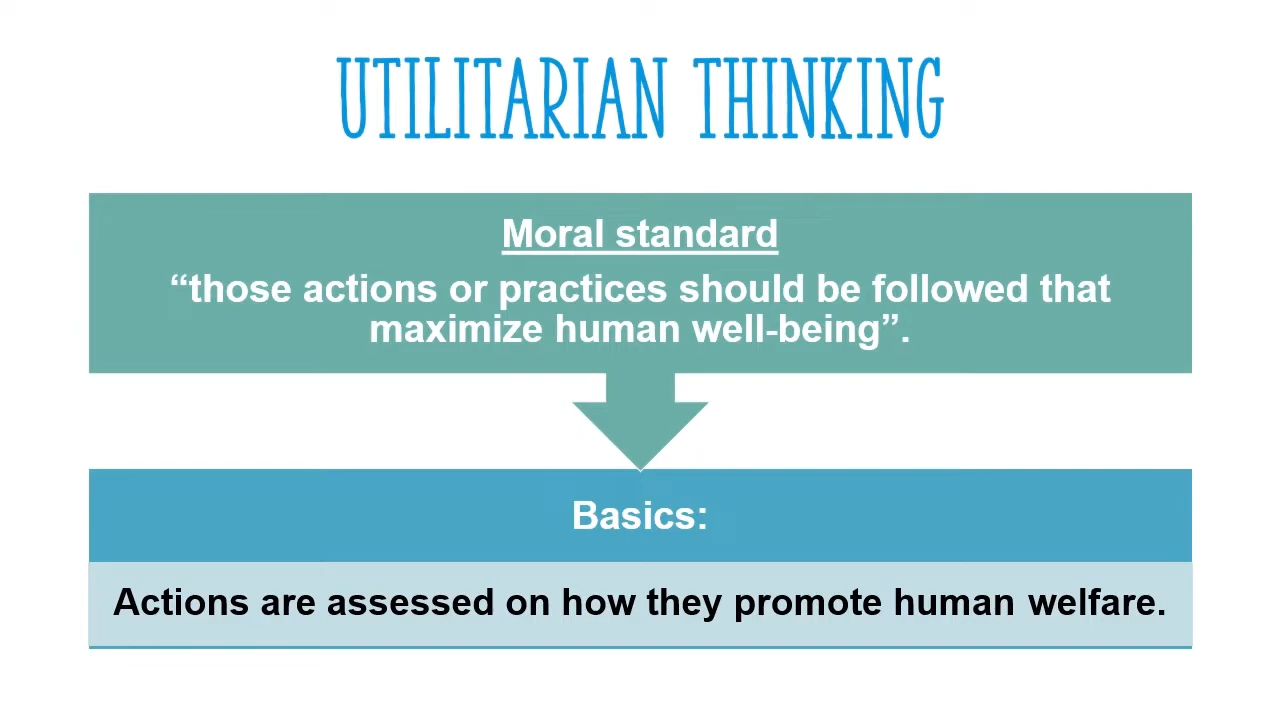 UTILITARIAN THINKING
Moral standard
“those actions or practices should be followed that
maximize human well-being”.
Basics:
Actions are assessed on how they promote human welfare.